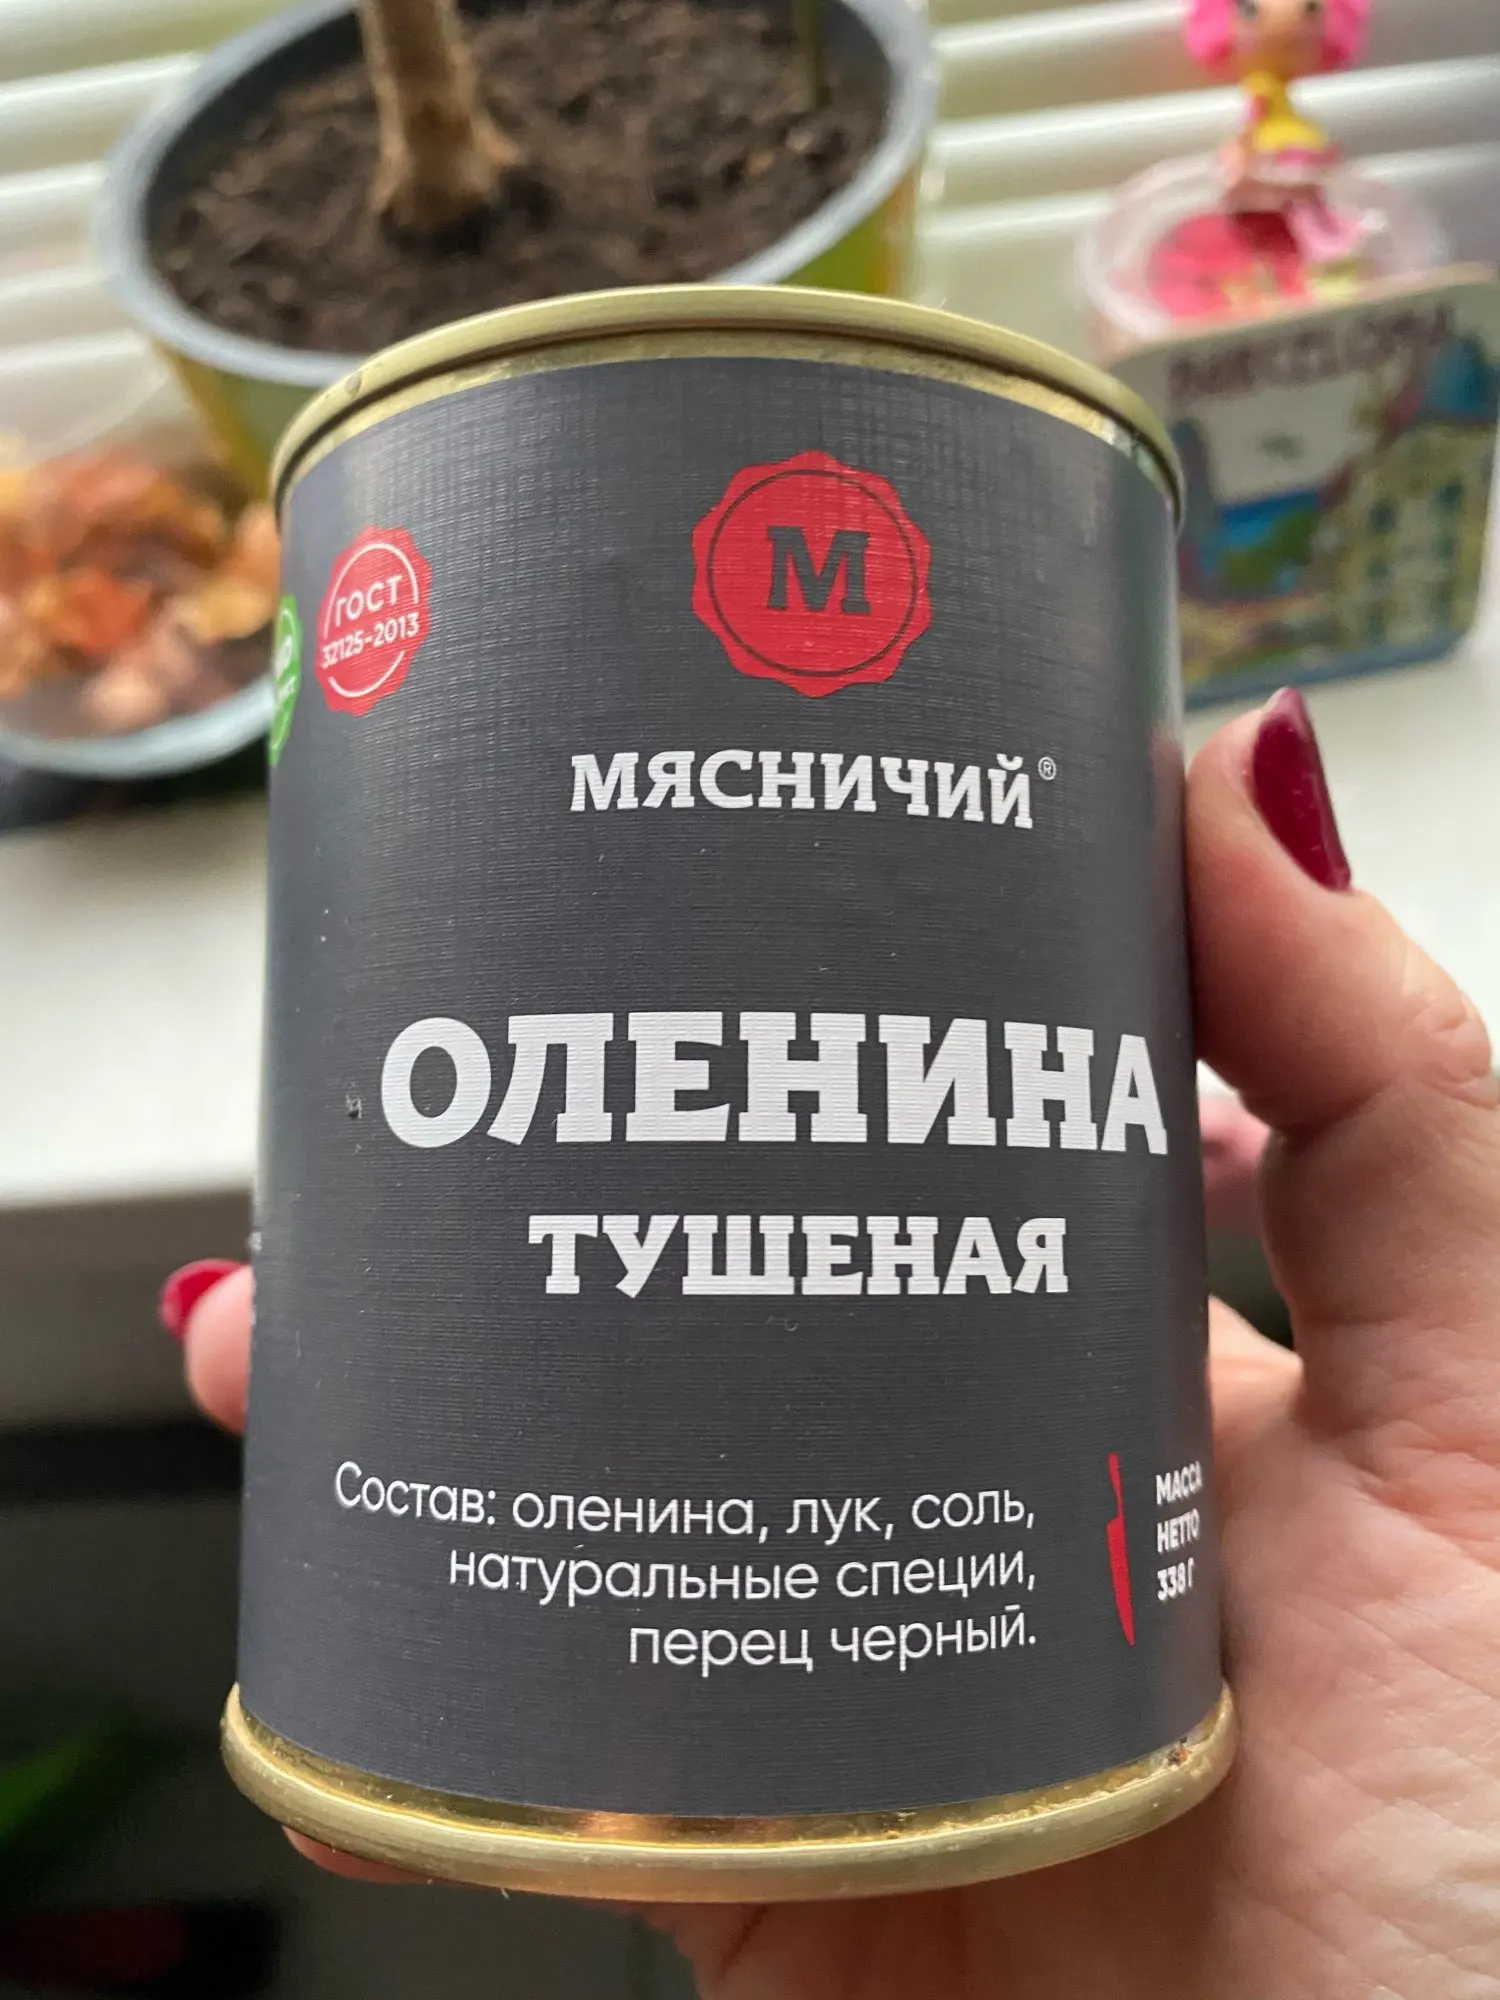 М
ГОСТ
32125-2013
МЯСНИЧИЙ®
ОЛЕНИНА
ТУШЕНАЯ
Состав: оленина, лук, соль,
натуральные специи,
перец черный.
МАССА
НЕТТО
338 Г